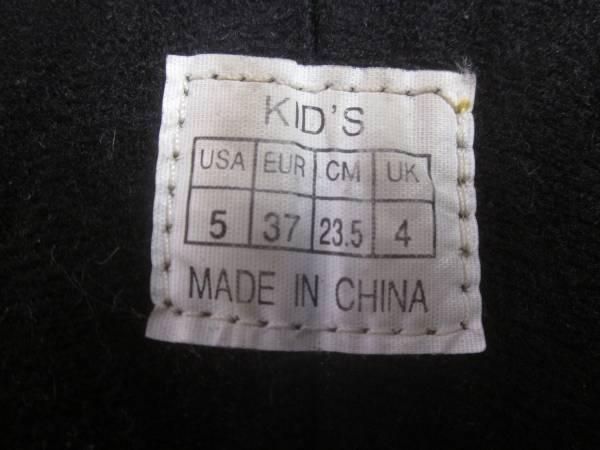 KID'S
USA EUR CM UK
5 37 23.5 4
MADE IN CHINA